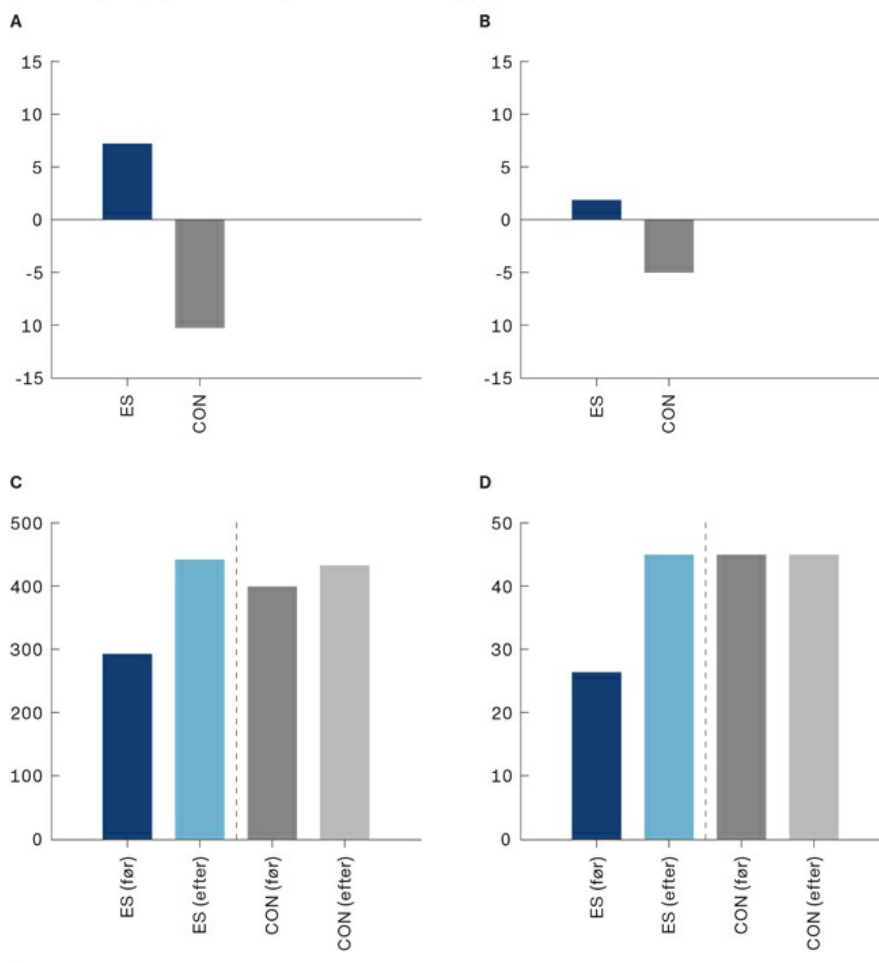 A
15
10
5
0
-5
10
-15
ES
CON
B
15
10
5
0
-5
10
-15
ES
CON
C
500
400
300
200
100
0
ES (før)
ES (efter)
CON (før)
CON (efter)
D
50
40
30
20
10
0
ES (før)
ES (efter)
CON (før)
CON (efter)